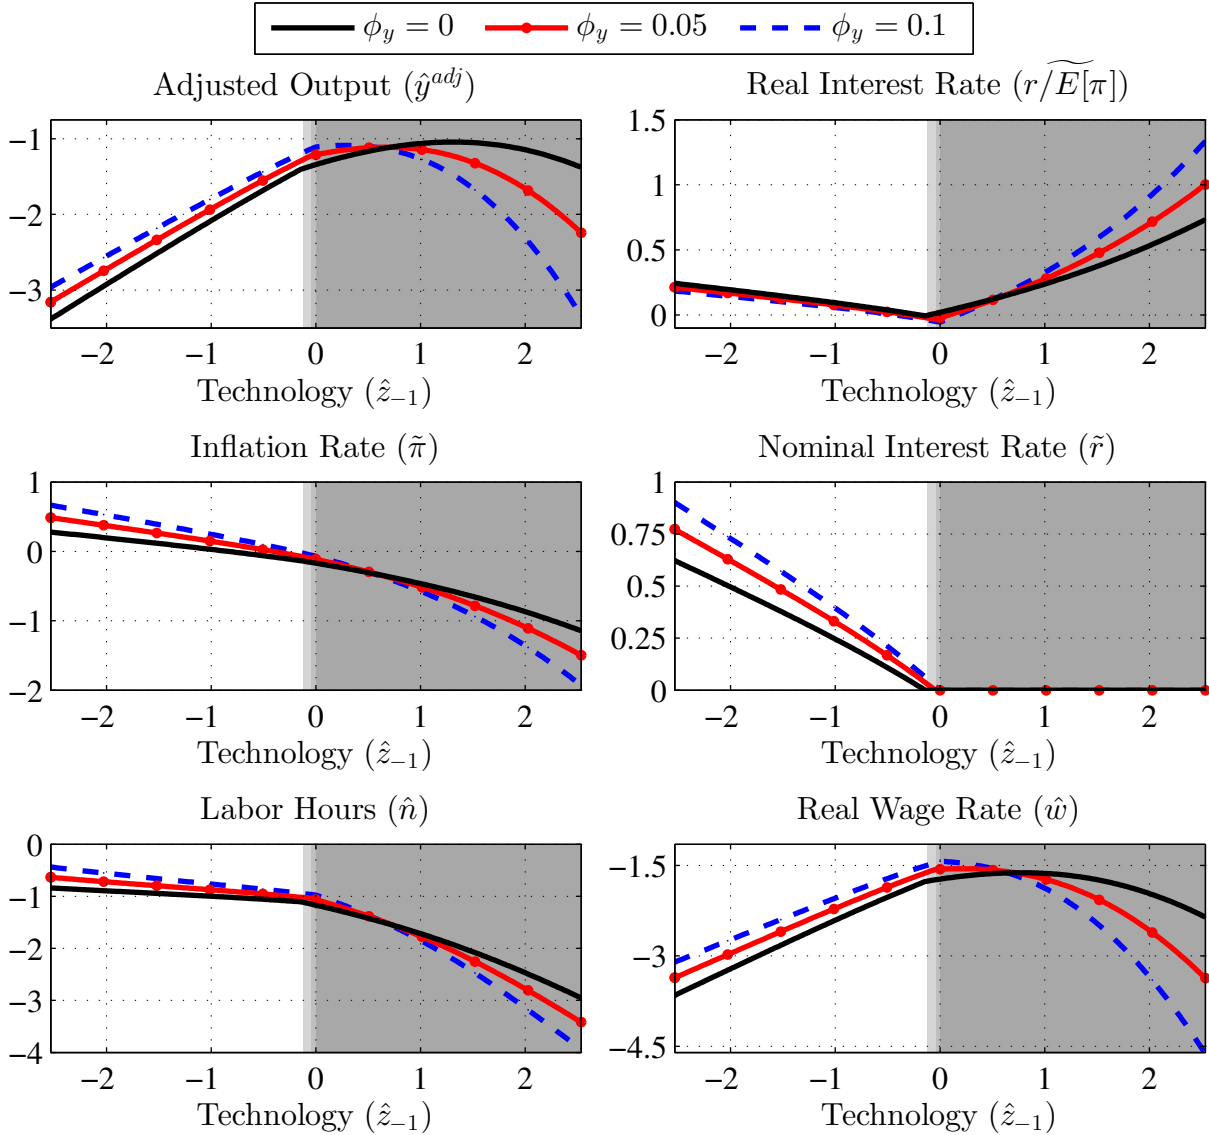 ϕ_y = 0 ϕ_y = 0.05 ϕ_y = 0.1
Adjusted Output (ŷ^{adj})
−1
−2
−3
−2 −1 0 1 2
Technology (ẑ_{−1})
Real Interest Rate (r/\widetilde{E[π]})
1.5
1
0.5
0
−2 −1 0 1 2
Technology (ẑ_{−1})
Inflation Rate (π̃)
1
0
−1
−2
−2 −1 0 1 2
Technology (ẑ_{−1})
Nominal Interest Rate (r̃)
1
0.75
0.5
0.25
0
−2 −1 0 1 2
Technology (ẑ_{−1})
Labor Hours (n̂)
0
−1
−2
−3
−4
−2 −1 0 1 2
Technology (ẑ_{−1})
Real Wage Rate (ŵ)
−1.5
−3
−4.5
−2 −1 0 1 2
Technology (ẑ_{−1})